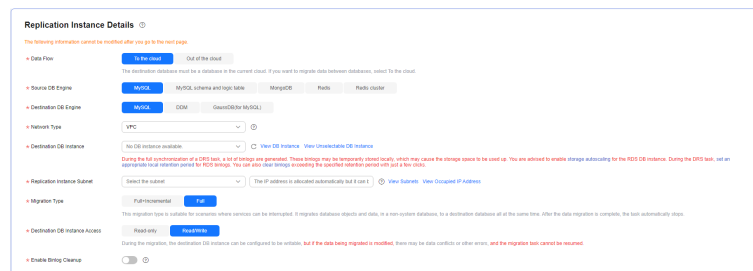 Replication Instance Details
The following information cannot be modified after you go to the next page.
* Data Flow To the cloud Out of the cloud
The destination database must be a database in the current cloud. If you want to migrate data between databases, select To the cloud.
* Source DB Engine MySQL MySQL schema and logic table MongoDB Redis Redis cluster
* Destination DB Engine MySQL DDM GaussDB(for MySQL)
* Network Type VPC
* Destination DB Instance No DB instance available. View DB Instance View Unselectable DB Instance
During the full synchronization of a DRS task, a lot of binlogs are generated. These binlogs may be temporarily stored locally, which may cause the storage space to be used up. You are advised to enable storage autoscaling for the RDS DB instance. During the DRS task, set an
appropriate local retention period for RDS binlogs. You can also clear binlogs exceeding the specified retention period with just a few clicks.
* Replication Instance Subnet Select the subnet The IP address is allocated automatically but it can b View Subnets View Occupied IP Address
* Migration Type Full+Incremental Full
This migration type is suitable for scenarios where services can be interrupted. It migrates database objects and data, in a non-system database, to a destination database all at the same time. After the data migration is complete, the task automatically stops.
* Destination DB Instance Access Read-only Read/Write
During the migration, the destination DB instance can be configured to be writable, but if the data being migrated is modified, there may be data conflicts or other errors, and the migration task cannot be resumed.
* Enable Binlog Cleanup